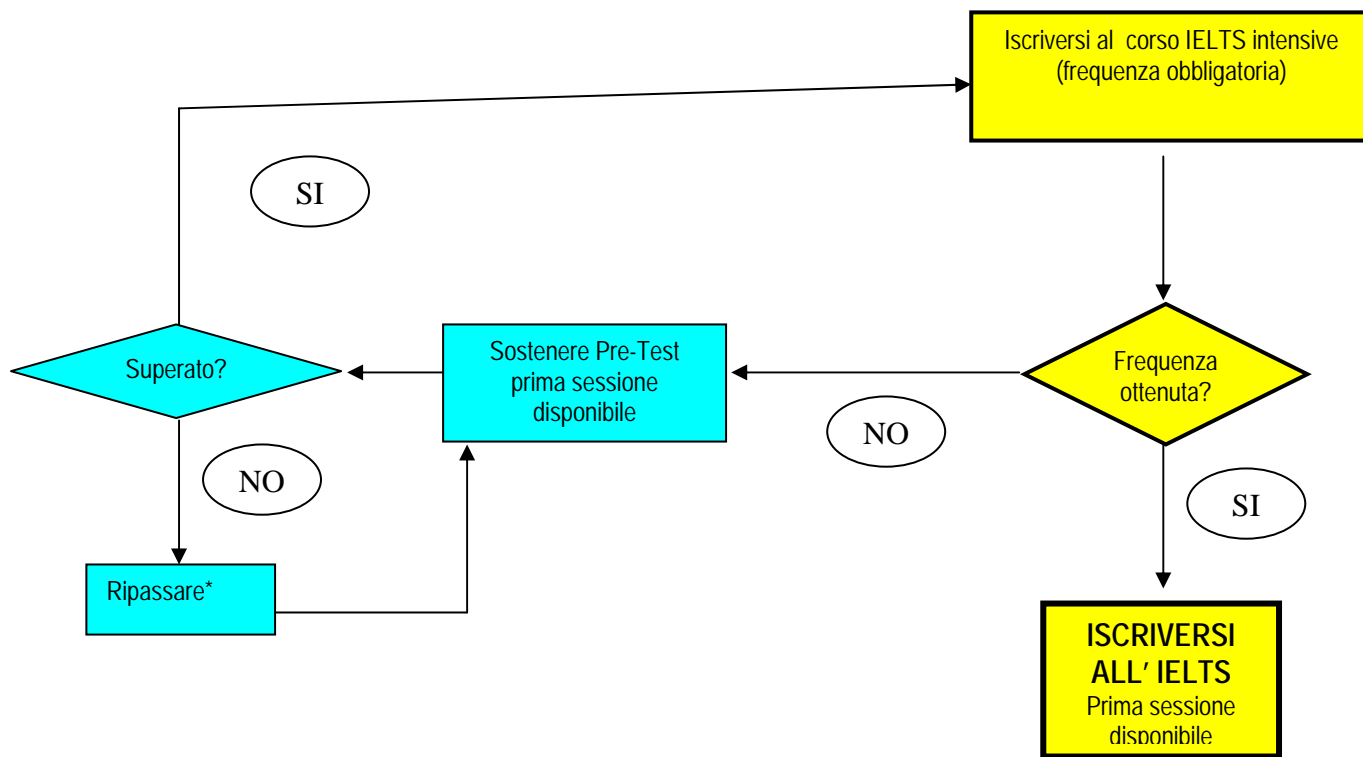 Iscriversi al corso IELTS intensive
(frequenza obbligatoria)
SI
Superato?
Sostenere Pre-Test
prima sessione
disponibile
Frequenza
ottenuta?
NO
NO
SI
Ripassare*
ISCRIVERSI
ALL' IELTS
Prima sessione
disponibile